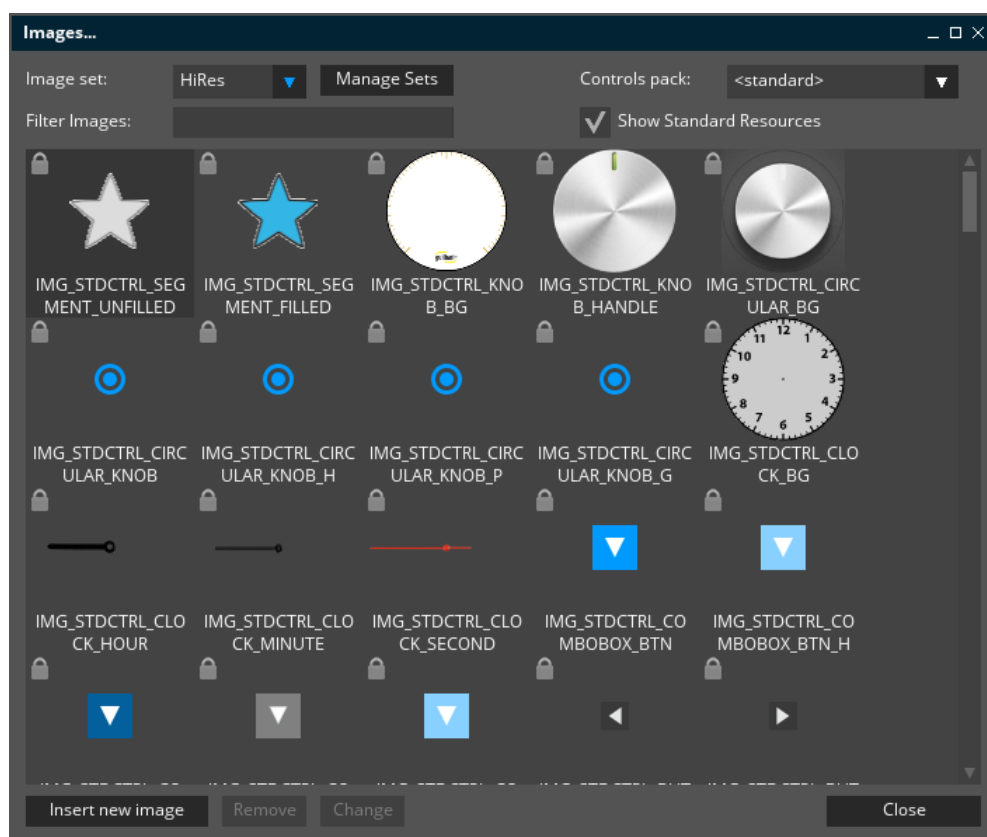 Images...
Image set:
HiRes
Manage Sets
Controls pack:
<standard>
Filter Images:
Show Standard Resources
IMG_STDCTRL_SEG
MENT_UNFILLED
IMG_STDCTRL_SEG
MENT_FILLED
IMG_STDCTRL_KNO
B_BG
IMG_STDCTRL_KNO
B_HANDLE
IMG_STDCTRL_CIRC
ULAR_BG
IMG_STDCTRL_CIRC
ULAR_KNOB
IMG_STDCTRL_CIRC
ULAR_KNOB_H
IMG_STDCTRL_CIRC
ULAR_KNOB_P
IMG_STDCTRL_CIRC
ULAR_KNOB_G
12
11 1
10 2
9 3
8 4
7 6 5
IMG_STDCTRL_CLO
CK_BG
IMG_STDCTRL_CLO
CK_HOUR
IMG_STDCTRL_CLO
CK_MINUTE
IMG_STDCTRL_CLO
CK_SECOND
IMG_STDCTRL_CO
MBOBOX_BTN
IMG_STDCTRL_CO
MBOBOX_BTN_H
Insert new image
Remove
Change
Close